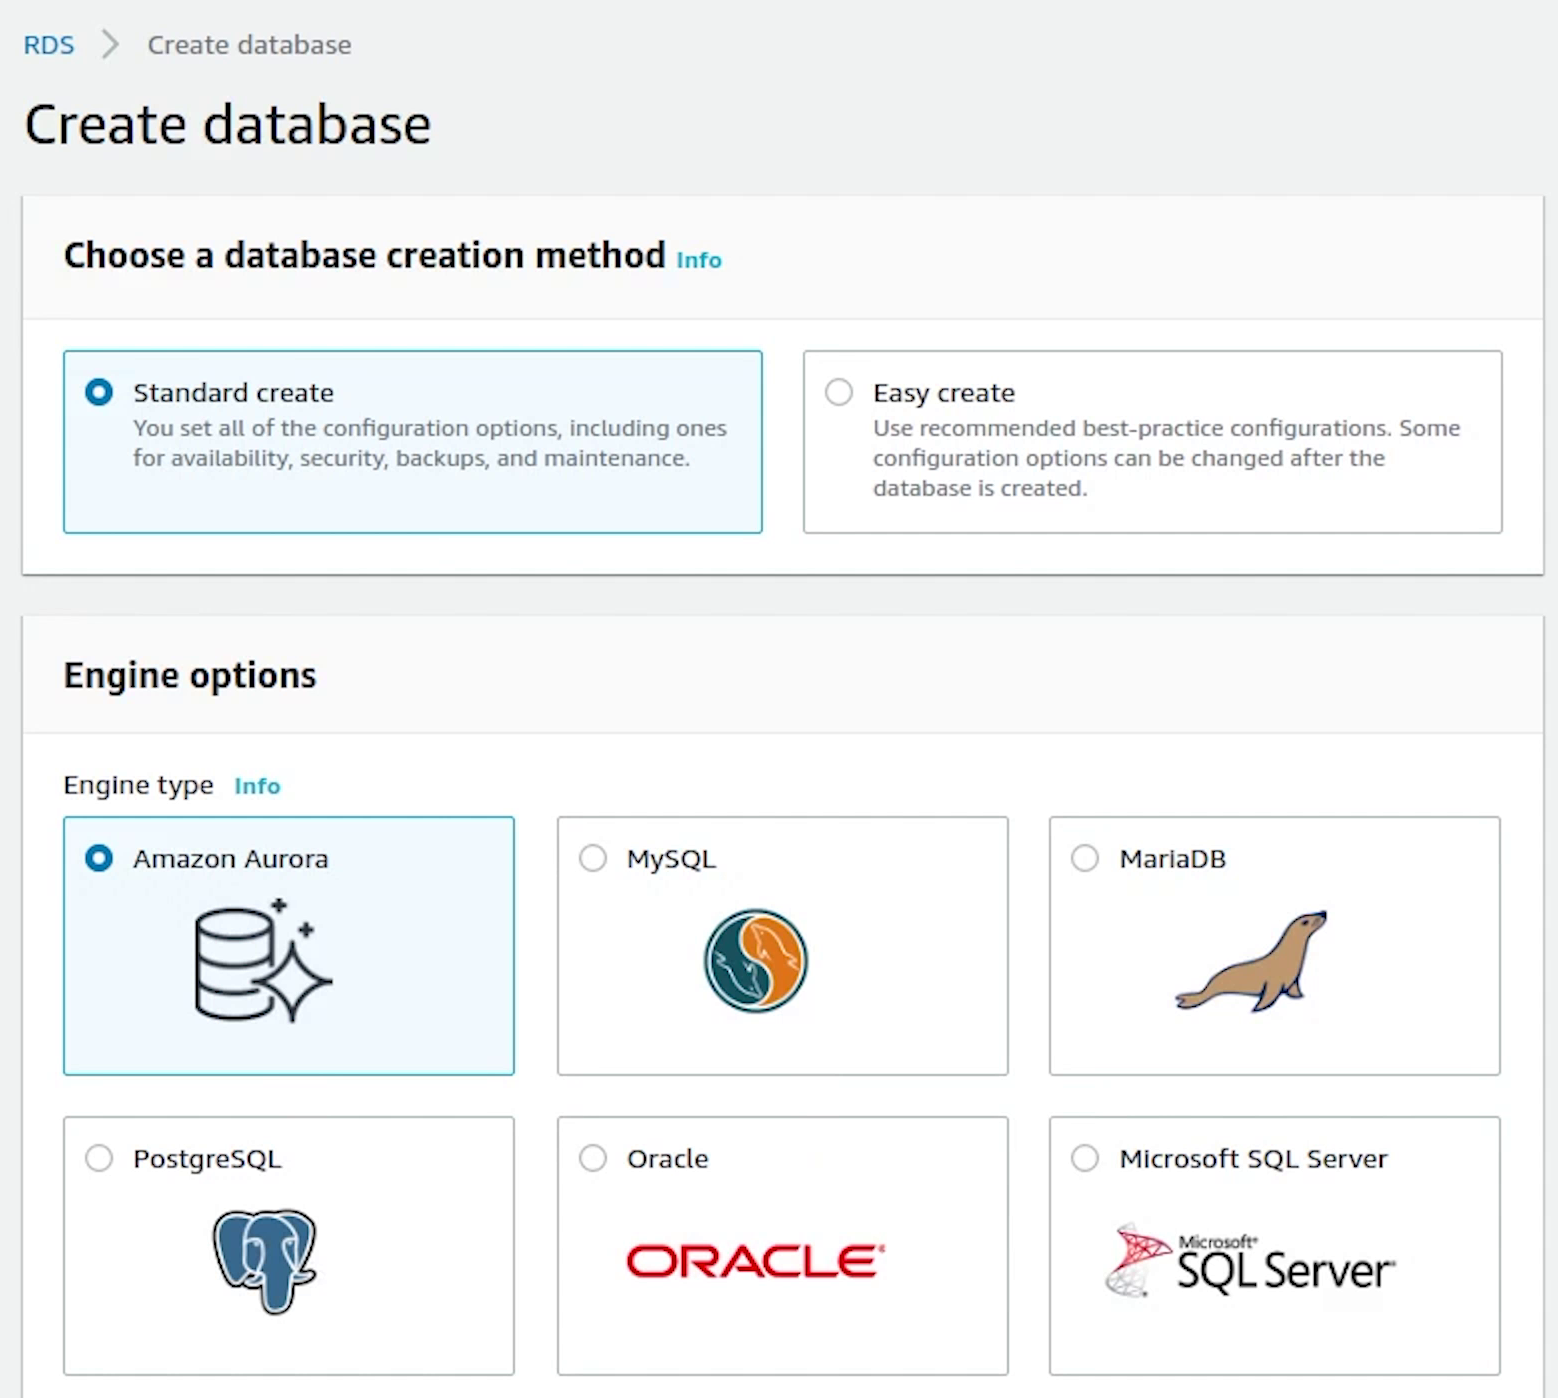 RDS > Create database
Create database
Choose a database creation method Info
Standard create
You set all of the configuration options, including ones
for availability, security, backups, and maintenance.
Easy create
Use recommended best-practice configurations. Some
configuration options can be changed after the
database is created.
Engine options
Engine type Info
Amazon Aurora
MySQL
MariaDB
PostgreSQL
Oracle
ORACLE®
Microsoft SQL Server
Microsoft®
SQL Server®